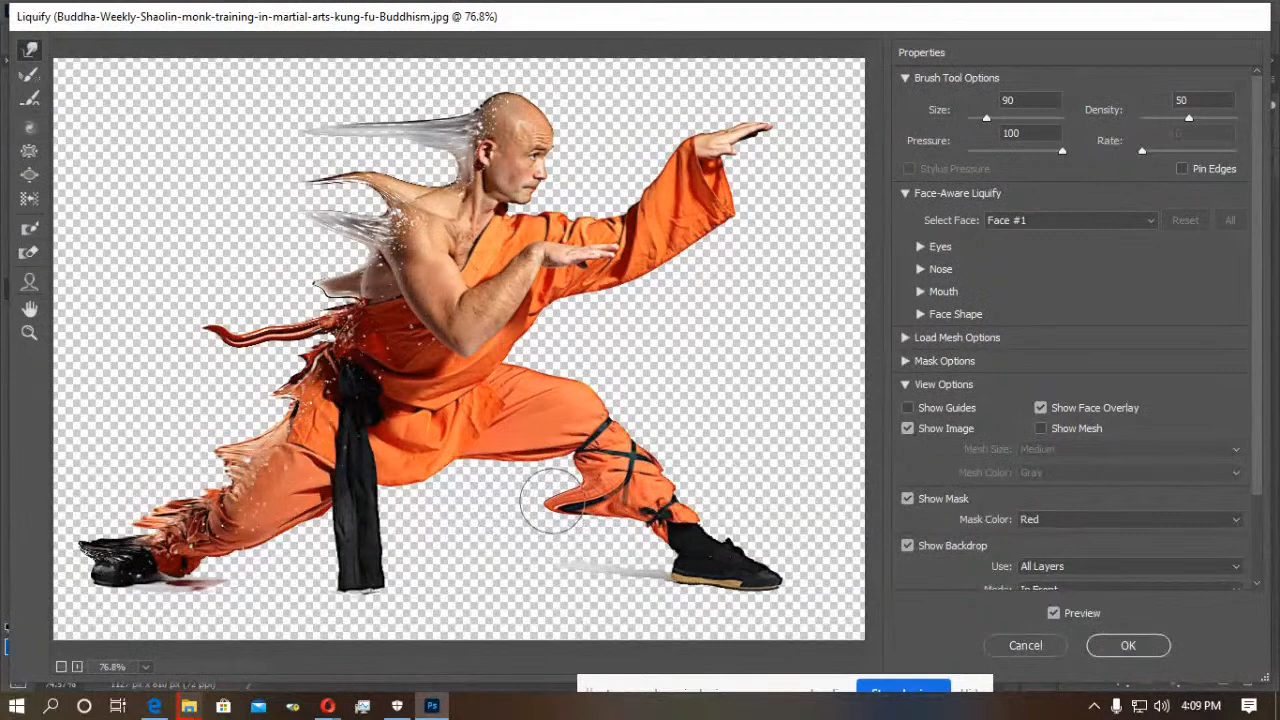 Liquify (Buddha-Weekly-Shaolin-monk-training-in-martial-arts-kung-fu-Buddhism.jpg @ 76.8%)
Properties
Brush Tool Options
Size: 90 Density: 50
Pressure: 100 Rate:
Stylus Pressure Pin Edges
Face-Aware Liquify
Select Face: Face #1 Reset All
Eyes
Nose
Mouth
Face Shape
Load Mesh Options
Mask Options
View Options
Show Guides Show Face Overlay
Show Image Show Mesh
Mesh Size: Medium
Mesh Color: Gray
Show Mask
Mask Color: Red
Show Backdrop
Use: All Layers
Mode: In Front
Preview
Cancel OK
76.8%
Ps
4:09 PM